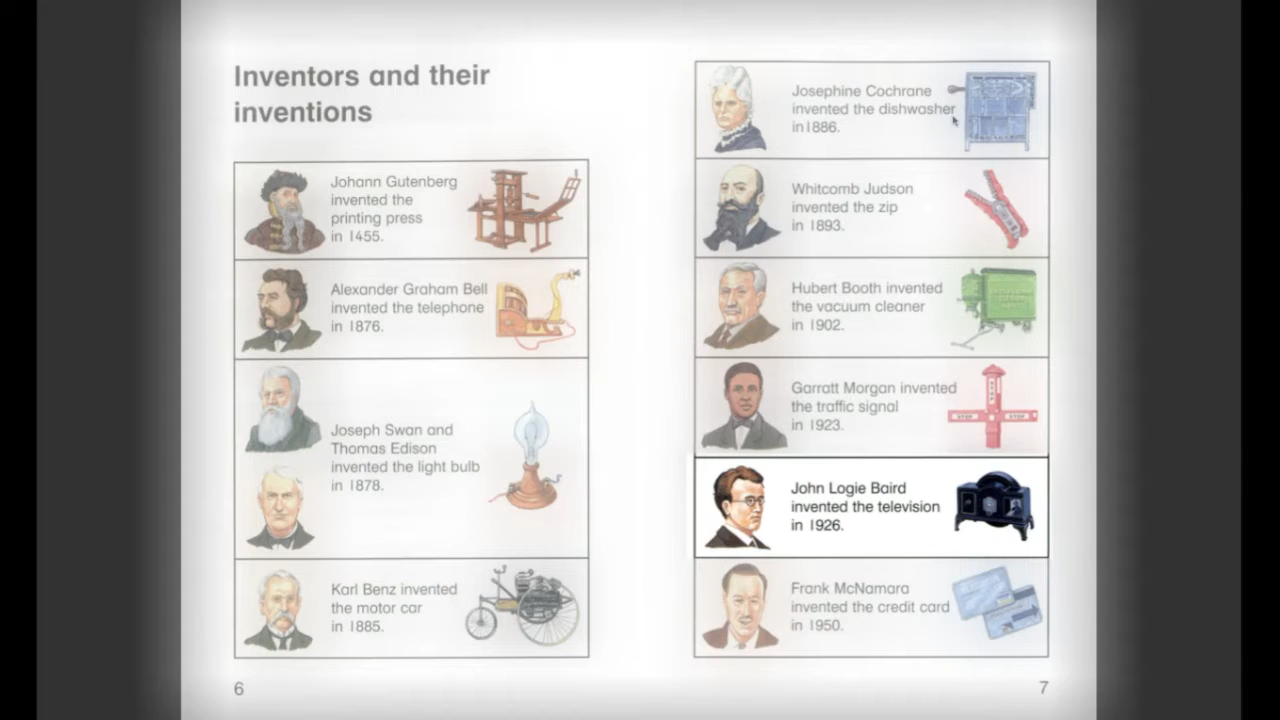 Inventors and their
inventions
Johann Gutenberg
invented the
printing press
in 1455.
Alexander Graham Bell
invented the telephone
in 1876.
Joseph Swan and
Thomas Edison
invented the light bulb
in 1878.
Karl Benz invented
the motor car
in 1885.
6
Josephine Cochrane
invented the dishwasher
in1886.
Whitcomb Judson
invented the zip
in 1893.
Hubert Booth invented
the vacuum cleaner
in 1902.
Garratt Morgan invented
the traffic signal
in 1923.
STOP
STOP
STOP
John Logie Baird
invented the television
in 1926.
Frank McNamara
invented the credit card
in 1950.
7